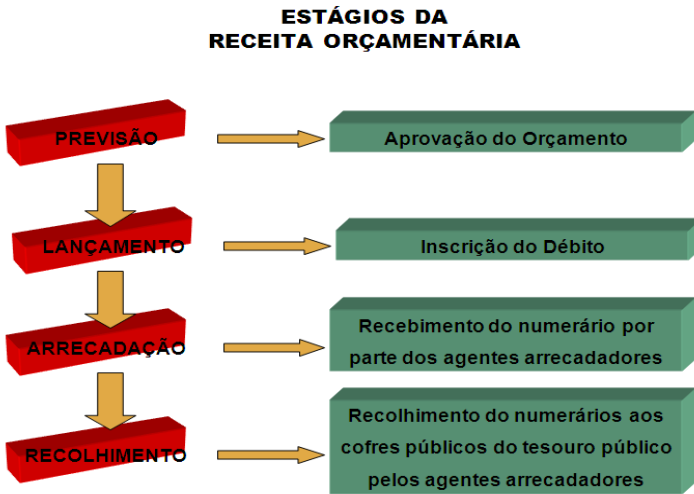 ESTÁGIOS DA
RECEITA ORÇAMENTÁRIA
PREVISÃO
Aprovação do Orçamento
LANÇAMENTO
Inscrição do Débito
ARRECADAÇÃO
Recebimento do numerário por
parte dos agentes arrecadadores
RECOLHIMENTO
Recolhimento do numerários aos
cofres públicos do tesouro público
pelos agentes arrecadadores